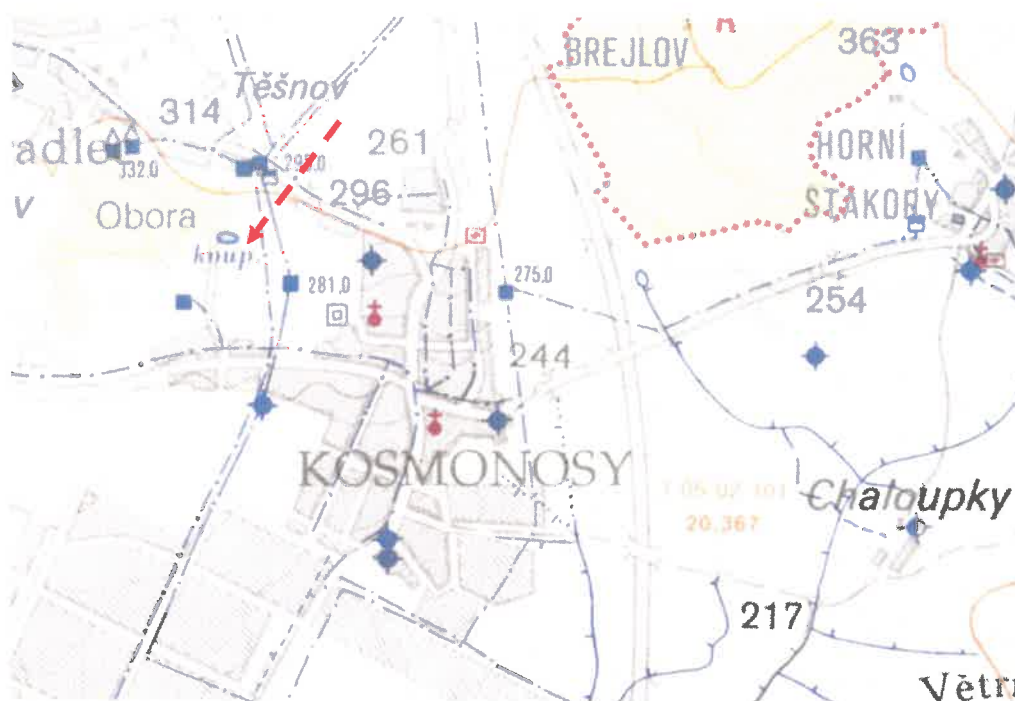 BREJLOV
363
Těšnov
314
261
adle
332,0
295,0
HORNÍ
296
v
Obora
STAKORY
koup.
281,0
275,0
254
244
KOSMONOSY
Chaloupky
20,367
217
Větr